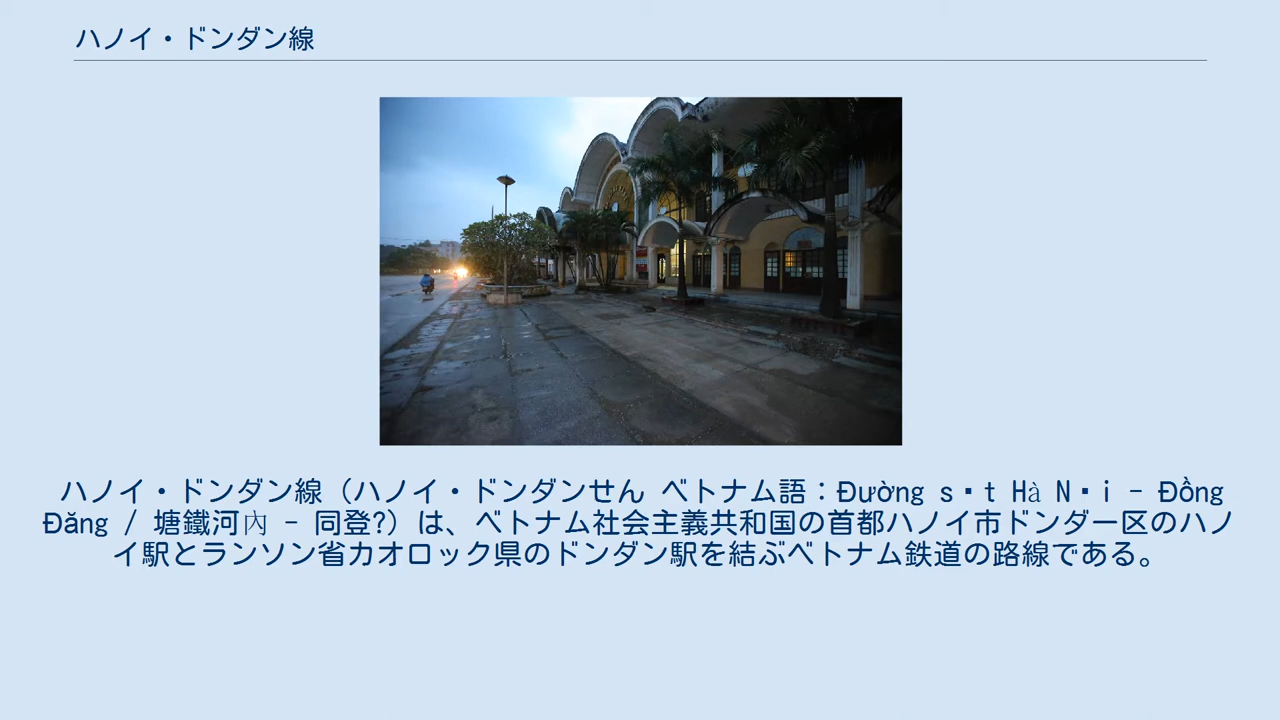 ハノイ・ドンダン線
ハノイ・ドンダン線（ハノイ・ドンダンせん ベトナム語：Đường s▪t Hà N▪i - Đồng
Đăng / 塘鐵河內 - 同登?）は、ベトナム社会主義共和国の首都ハノイ市ドンダー区のハノ
イ駅とランソン省カオロック県のドンダン駅を結ぶベトナム鉄道の路線である。